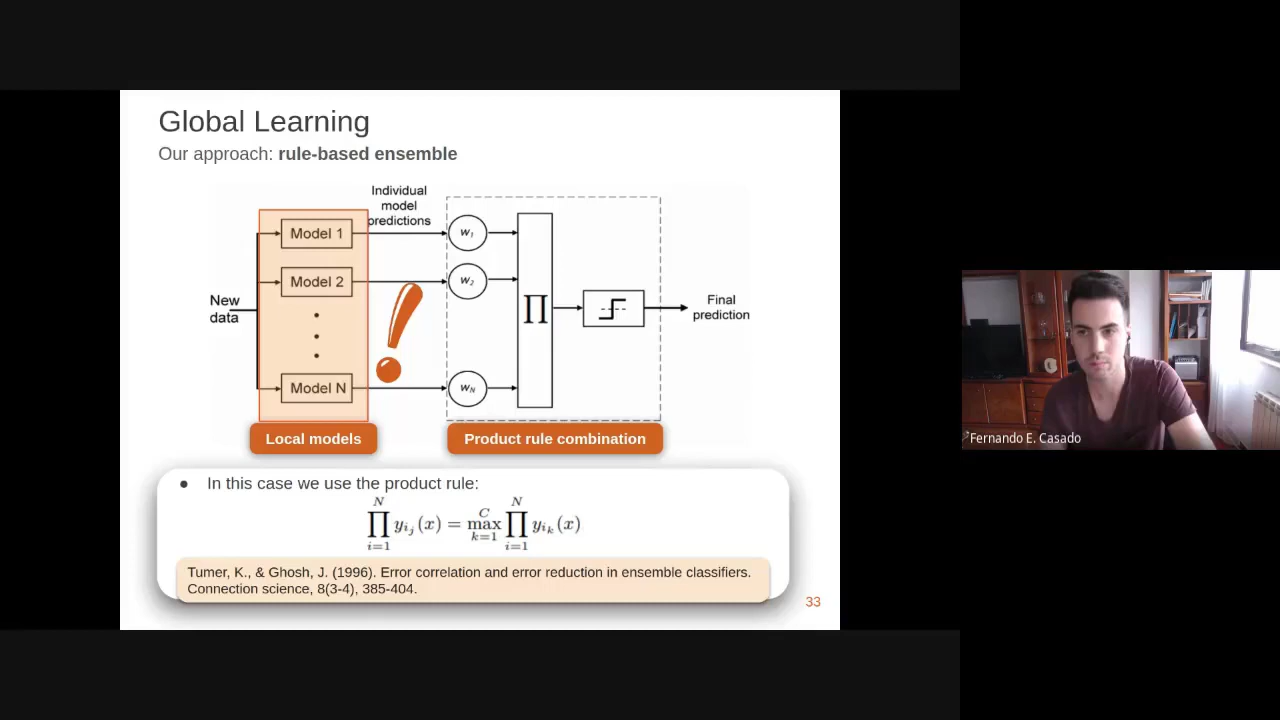 Global Learning
Our approach: rule-based ensemble
Individual
model
predictions
Model 1
w₁
Model 2
w₂
New
data
∏
Final
prediction
Model N
w_N
Local models
Product rule combination
● In this case we use the product rule:
∏_{i=1}^{N} y_{i_j}(x) = max_{k=1}^{C} ∏_{i=1}^{N} y_{i_k}(x)
Tumer, K., & Ghosh, J. (1996). Error correlation and error reduction in ensemble classifiers.
Connection science, 8(3-4), 385-404.
33
Fernando E. Casado